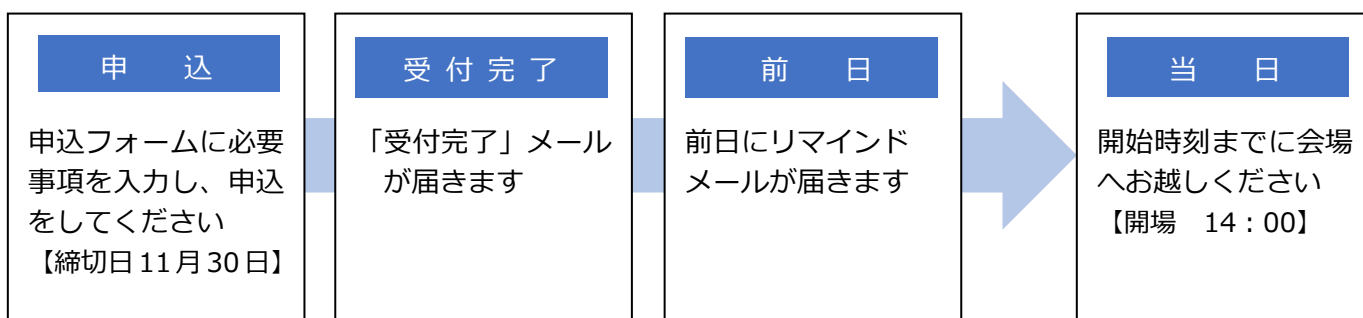 申　込
申込フォームに必要
事項を入力し、申込
をしてください
【締切日11月30日】
受付完了
「受付完了」メール
が届きます
前　日
前日にリマインド
メールが届きます
当　日
開始時刻までに会場
へお越しください
【開場　14：00】